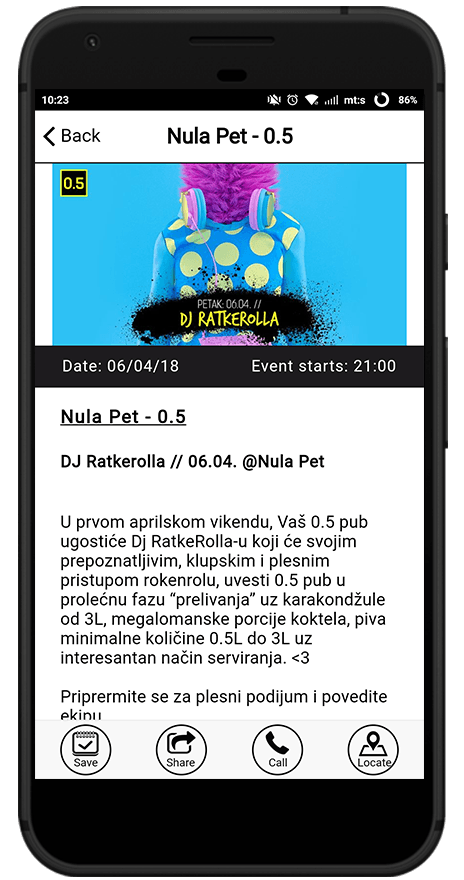 10:23 mt:s 86%
Back Nula Pet - 0.5
0.5
PETAK: 06.04. //
DJ RATKEROLLA
Date: 06/04/18 Event starts: 21:00
Nula Pet - 0.5
DJ Ratkerolla // 06.04. @Nula Pet
U prvom aprilskom vikendu, Vaš 0.5 pub
ugostiće Dj RatkeRolla-u koji će svojim
prepoznatljivim, klupskim i plesnim
pristupom rokenrolu, uvesti 0.5 pub u
prolećnu fazu “prelivanja” uz karakondžule
od 3L, megalomanske porcije koktela, piva
minimalne količine 0.5L do 3L uz
interesantan način serviranja. <3
Priprermite se za plesni podijum i povedite
ekipu
Save Share Call Locate